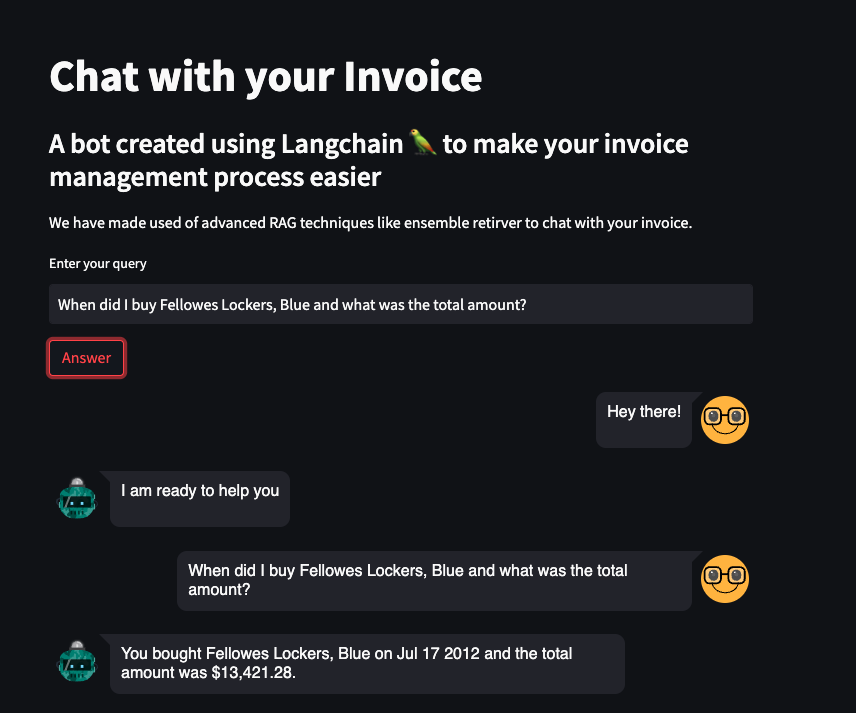 Chat with your Invoice
A bot created using Langchain 🦜 to make your invoice
management process easier
We have made used of advanced RAG techniques like ensemble retirver to chat with your invoice.
Enter your query
When did I buy Fellowes Lockers, Blue and what was the total amount?
Answer
Hey there!
I am ready to help you
When did I buy Fellowes Lockers, Blue and what was the total
amount?
You bought Fellowes Lockers, Blue on Jul 17 2012 and the total
amount was $13,421.28.